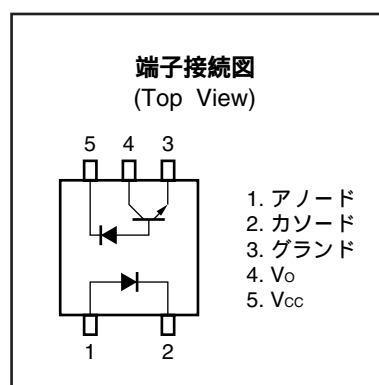 端子接続図
(Top View)
5 4 3
1. アノード
2. カソード
3. グランド
4. VO
5. VCC
1 2